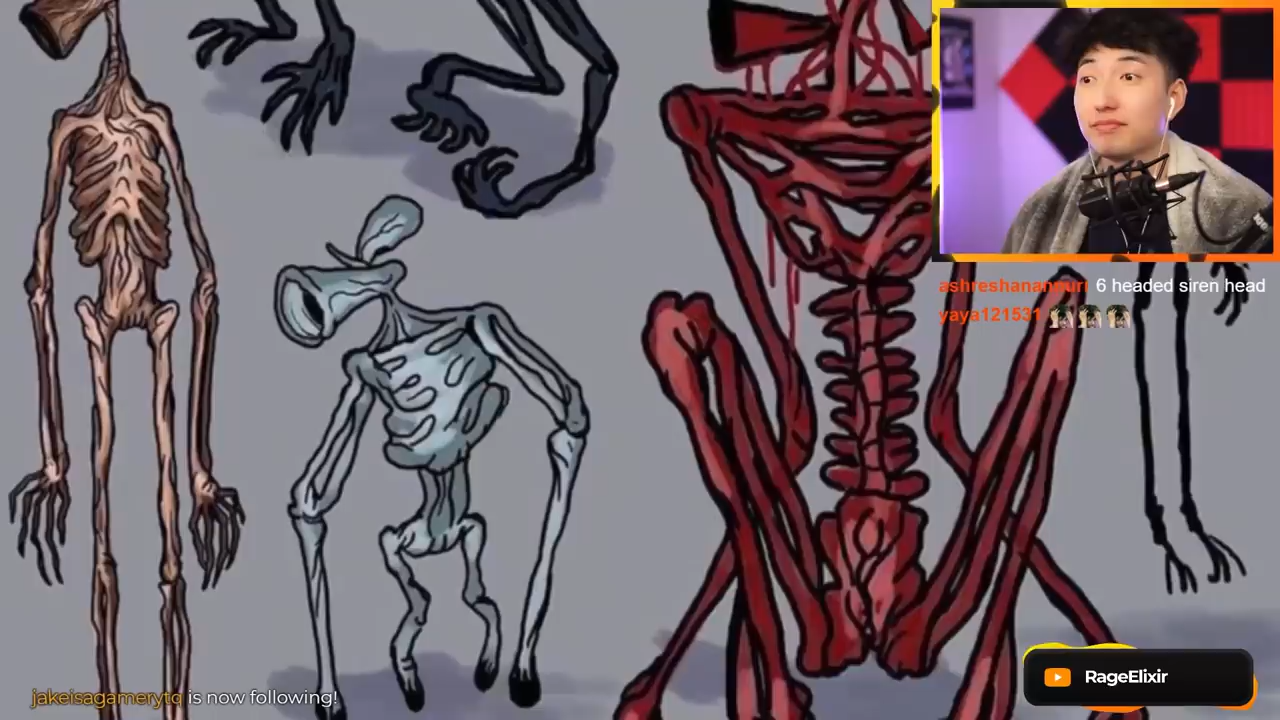 ashreshanannuri 6 headed siren head
yaya121531
RageElixir
jakeisagamerytq is now following!